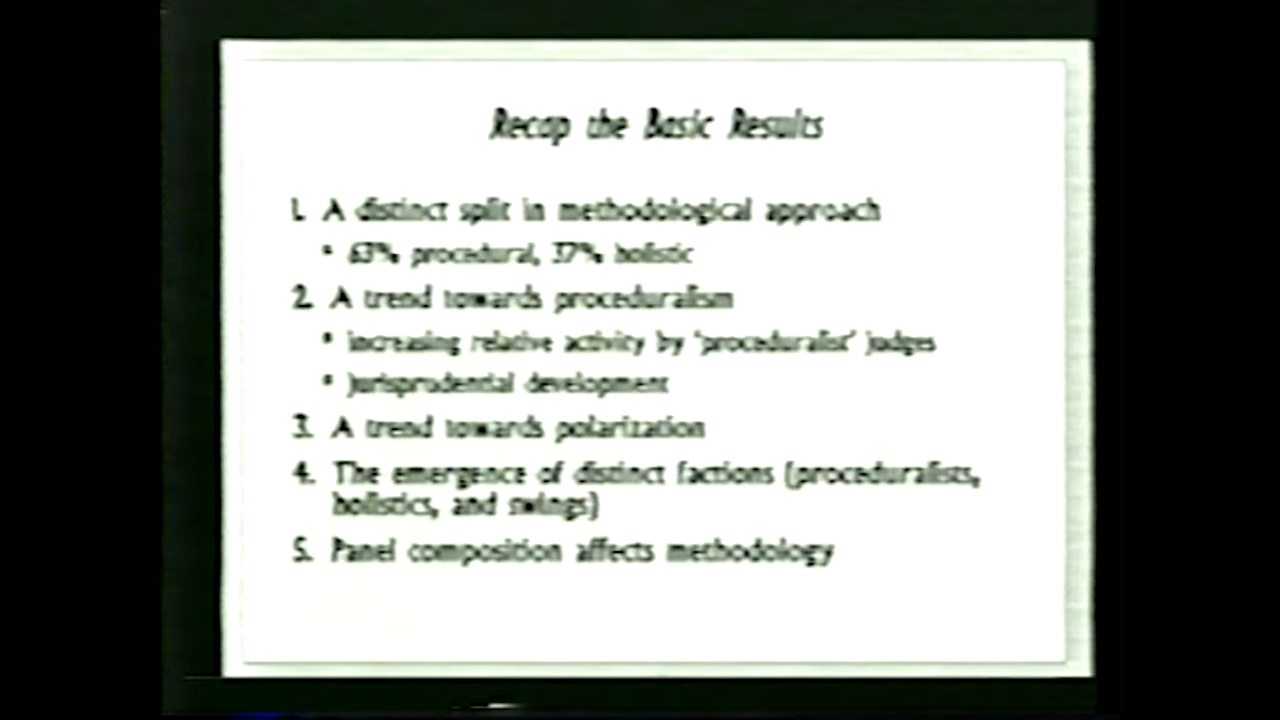 Recap the Basic Results
1. A distinct split in methodological approach
• 63% procedural, 37% holistic
2. A trend towards proceduralism
• increasing relative activity by 'proceduralist' judges
• jurisprudential development
3. A trend towards polarization
4. The emergence of distinct factions (proceduralists,
holistics, and swings)
5. Panel composition affects methodology